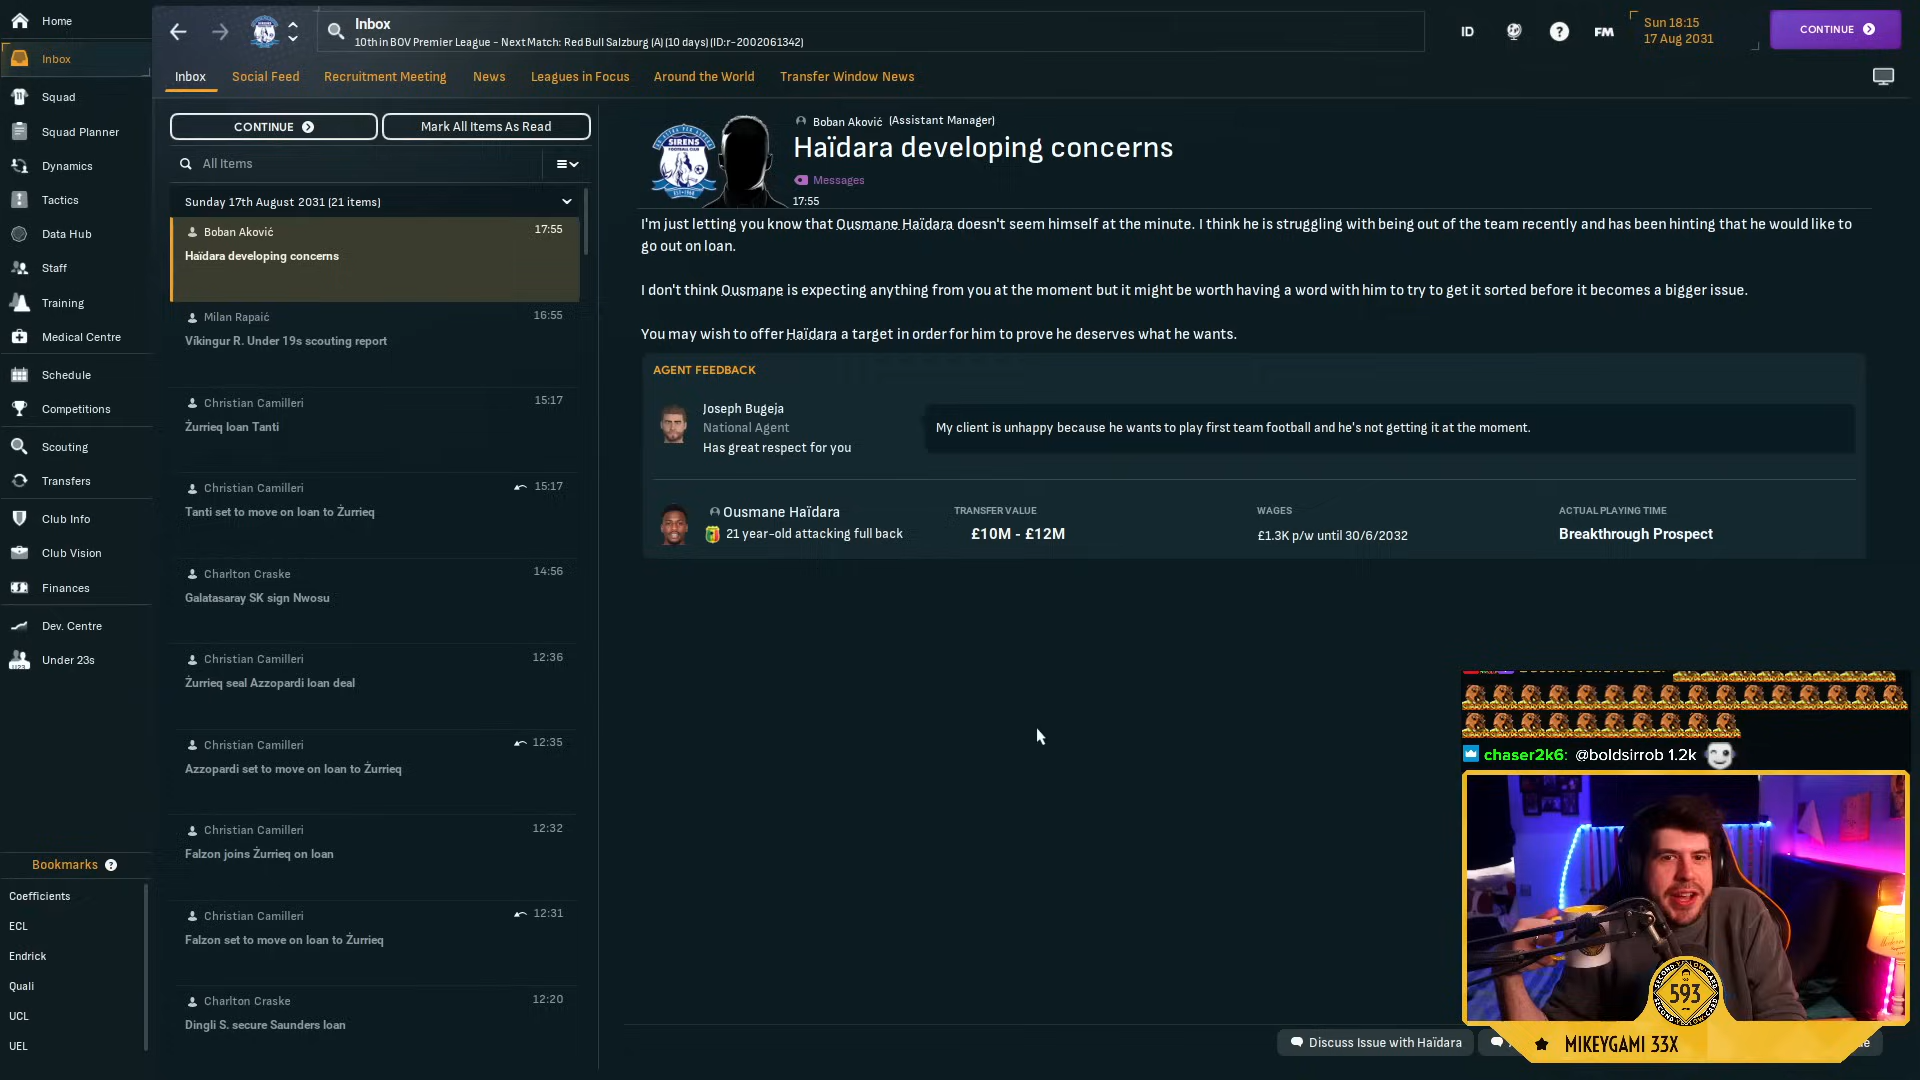 Home
Inbox
Squad
Squad Planner
Dynamics
Tactics
Data Hub
Staff
Training
Medical Centre
Schedule
Competitions
Scouting
Transfers
Club Info
Club Vision
Finances
Dev. Centre
Under 23s
Bookmarks ?
Coefficients
ECL
Endrick
Quali
UCL
UEL
Inbox
10th in BOV Premier League - Next Match: Red Bull Salzburg (A) (10 days) (ID:r-2002061342)
ID ? FM
Sun 18:15
17 Aug 2031
CONTINUE
Inbox Social Feed Recruitment Meeting News Leagues in Focus Around the World Transfer Window News
CONTINUE Mark All Items As Read
All Items
Sunday 17th August 2031 (21 items)
Boban Aković 17:55
Haïdara developing concerns
Milan Rapaić 16:55
Víkingur R. Under 19s scouting report
Christian Camilleri 15:17
Żurrieq loan Tanti
Christian Camilleri 15:17
Tanti set to move on loan to Żurrieq
Charlton Craske 14:56
Galatasaray SK sign Nwosu
Christian Camilleri 12:36
Żurrieq seal Azzopardi loan deal
Christian Camilleri 12:35
Azzopardi set to move on loan to Żurrieq
Christian Camilleri 12:32
Falzon joins Żurrieq on loan
Christian Camilleri 12:31
Falzon set to move on loan to Żurrieq
Charlton Craske 12:20
Dingli S. secure Saunders loan
SIRENS
FOOTBALL CLUB
Boban Aković (Assistant Manager)
Haïdara developing concerns
Messages
17:55
I'm just letting you know that Ousmane Haïdara doesn't seem himself at the minute. I think he is struggling with being out of the team recently and has been hinting that he would like to
go out on loan.
I don't think Ousmane is expecting anything from you at the moment but it might be worth having a word with him to try to get it sorted before it becomes a bigger issue.
You may wish to offer Haïdara a target in order for him to prove he deserves what he wants.
AGENT FEEDBACK
Joseph Bugeja
National Agent
Has great respect for you
My client is unhappy because he wants to play first team football and he's not getting it at the moment.
Ousmane Haïdara
21 year-old attacking full back
TRANSFER VALUE
£10M - £12M
WAGES
£1.3K p/w until 30/6/2032
ACTUAL PLAYING TIME
Breakthrough Prospect
Discuss Issue with Haïdara
chaser2k6: @boldsirrob 1.2k
SECOND YELLOW CARD
593
MIKEYGAMI 33X